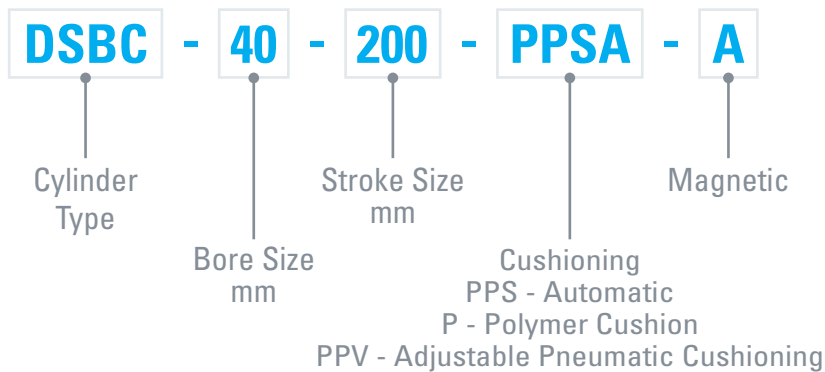 DSBC - 40 - 200 - PPSA - A
Cylinder
Type
Stroke Size
mm
Magnetic
Bore Size
mm
Cushioning
PPS - Automatic
P - Polymer Cushion
PPV - Adjustable Pneumatic Cushioning